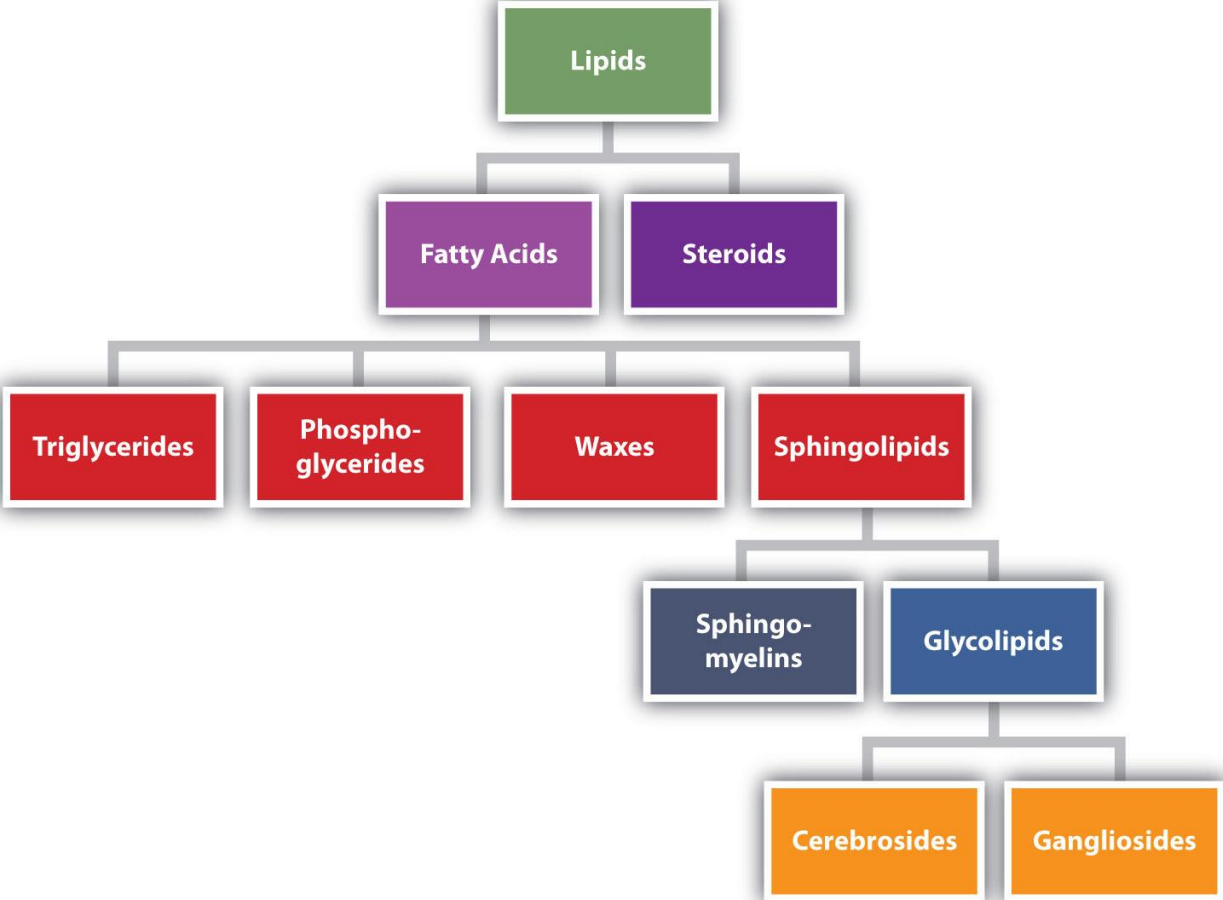 Lipids
Fatty Acids
Steroids
Triglycerides
Phospho-
glycerides
Waxes
Sphingolipids
Sphingo-
myelins
Glycolipids
Cerebrosides
Gangliosides